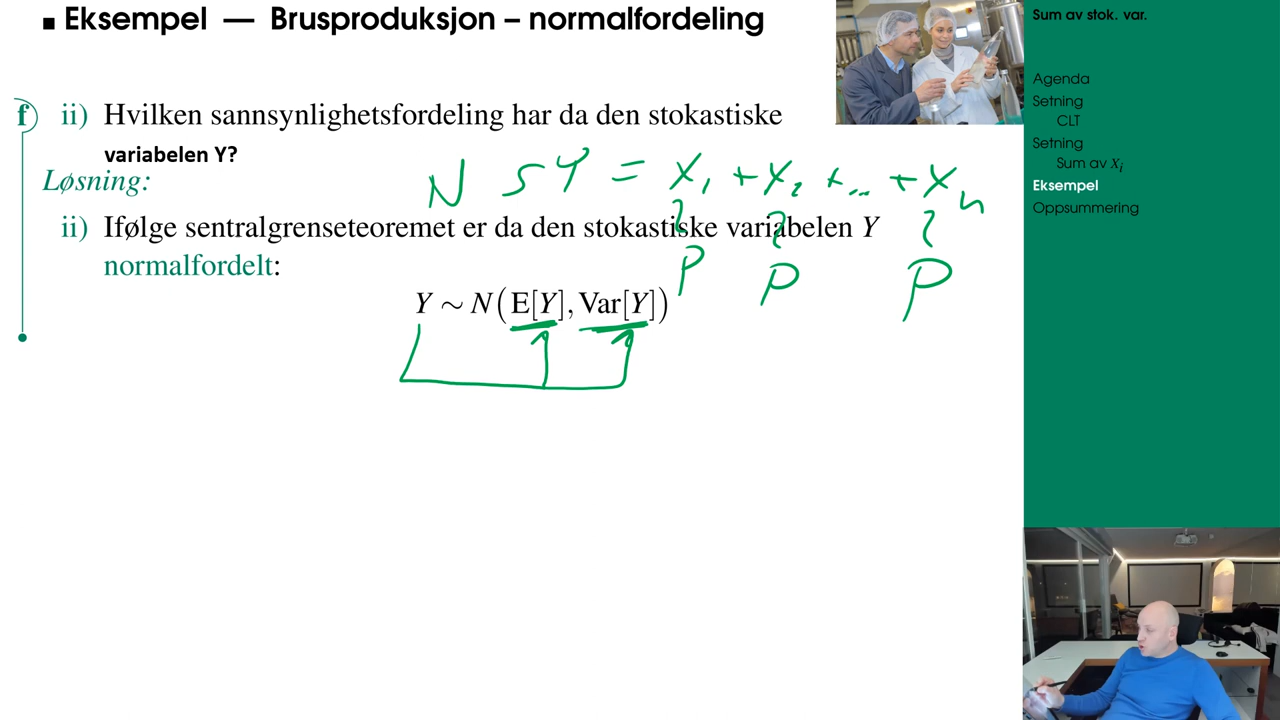 ▪ Eksempel — Brusproduksjon – normalfordeling
f ii) Hvilken sannsynlighetsfordeling har da den stokastiske
variabelen Y?
Løsning:
N Y = X₁ + X₂ + ... + Xₙ
ii) Ifølge sentralgrenseteoremet er da den stokastiske variabelen Y
normalfordelt:
P P P
Y ~ N(E[Y], Var[Y])
Sum av stok. var.
Agenda
Setning
CLT
Setning
Sum av Xᵢ
Eksempel
Oppsummering